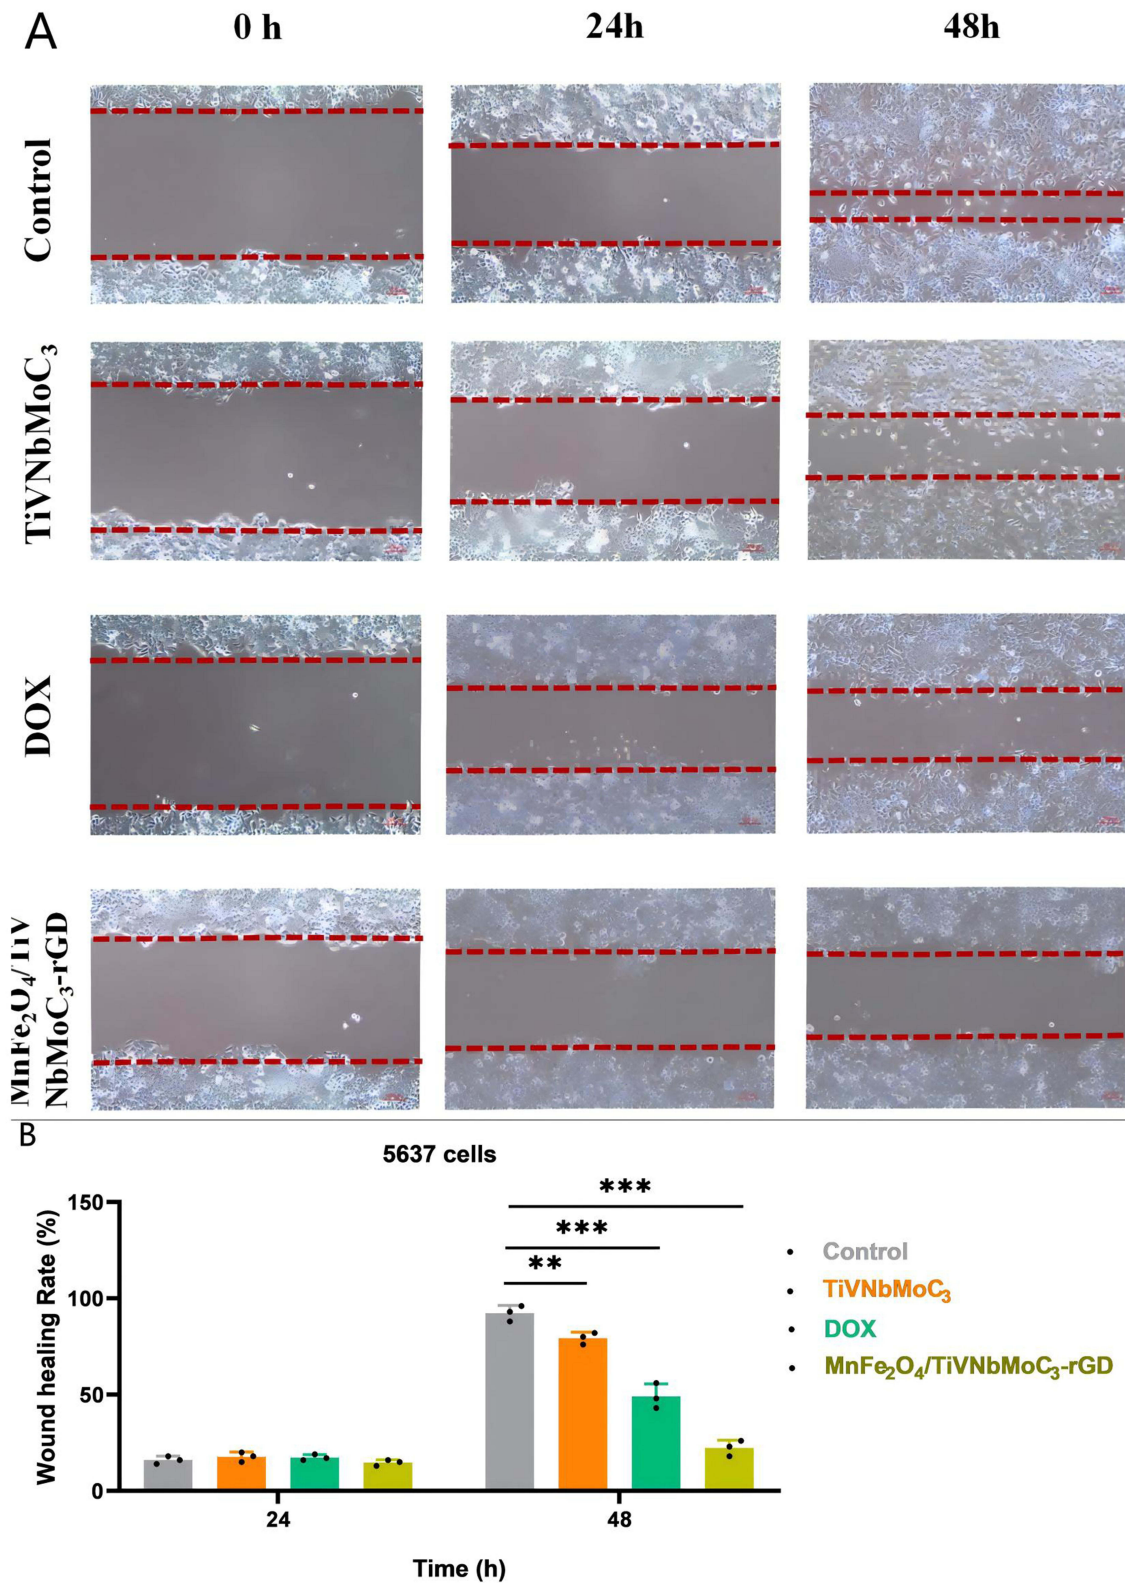 A
0 h
24h
48h
Control
TiVNbMoC₃
DOX
MnFe₂O₄/TiV
NbMoC₃-rGD
B
5637 cells
Wound healing Rate (%)
150
100
50
0
***
***
**
24
48
Time (h)
Control
TiVNbMoC₃
DOX
MnFe₂O₄/TiVNbMoC₃-rGD